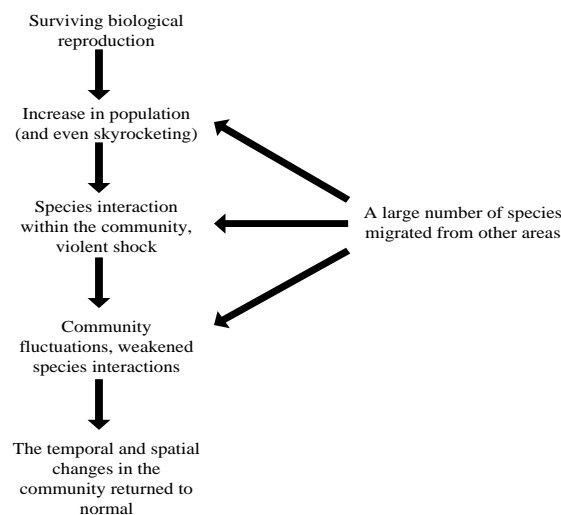 Surviving biological
reproduction
Increase in population
(and even skyrocketing)
Species interaction
within the community,
violent shock
A large number of species
migrated from other areas
Community
fluctuations, weakened
species interactions
The temporal and spatial
changes in the
community returned to
normal